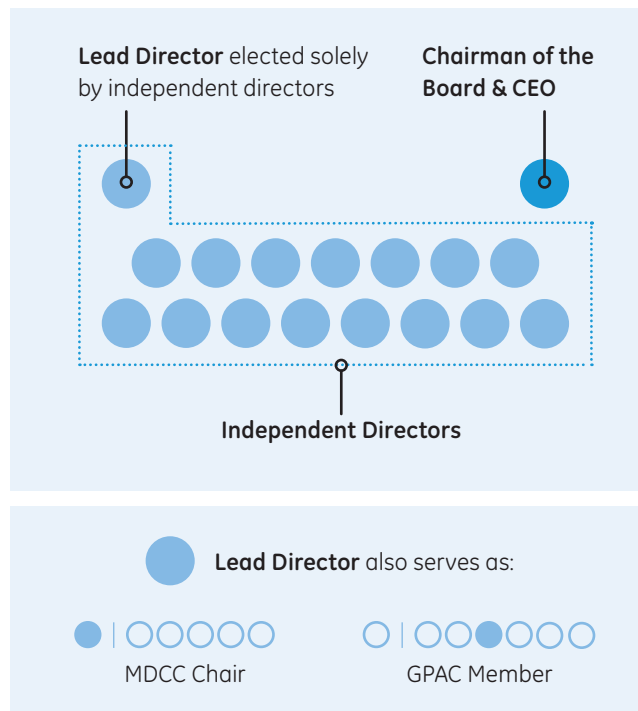 Lead Director elected solely
by independent directors
Chairman of the
Board & CEO
Independent Directors
Lead Director also serves as:
MDCC Chair
GPAC Member